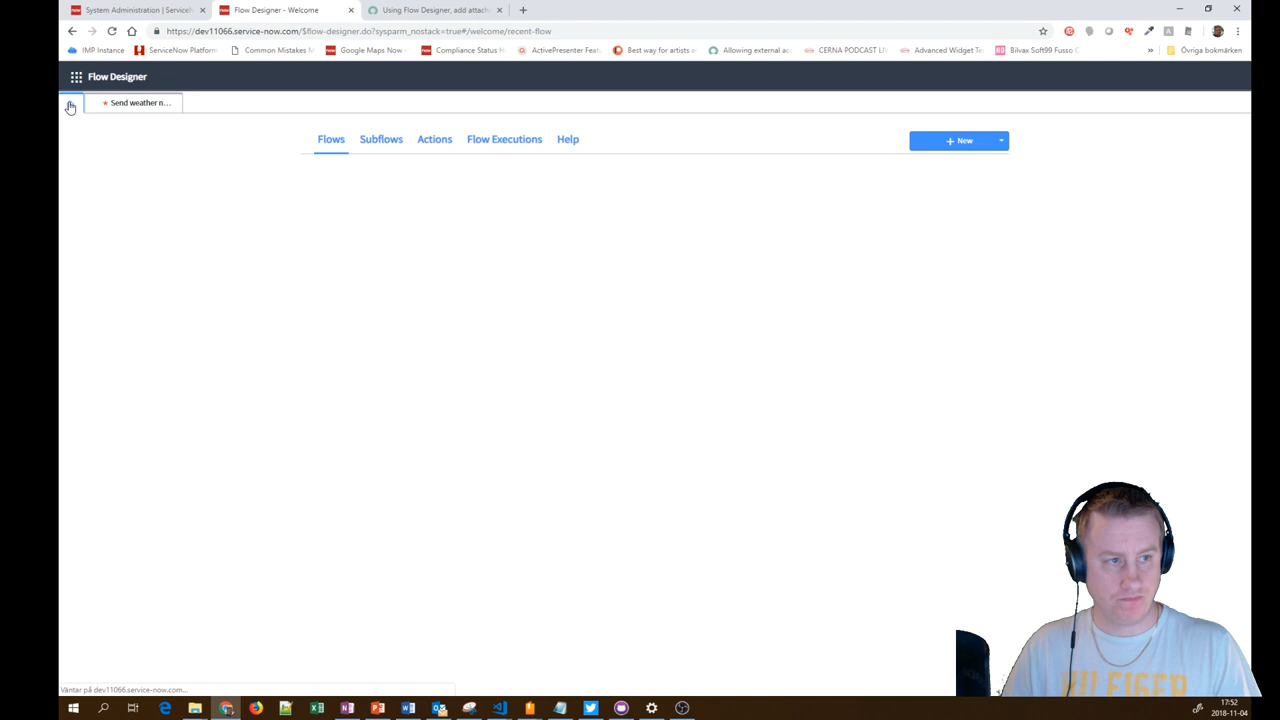 System Administration | Service
Flow Designer - Welcome
Using Flow Designer, add attach
https://dev11066.service-now.com/$flow-designer.do?sysparm_nostack=true#/welcome/recent-flow
IMP Instance
ServiceNow Platform
Common Mistakes
Google Maps Now
Compliance Status
ActivePresenter Feat
Best way for artists a
Allowing external acc
CERNA PODCAST LI
Advanced Widget Te
Bilvax Soft99 Fusso C
»
Övriga bokmärken
Flow Designer
Send weather n...
Flows
Subflows
Actions
Flow Executions
Help
+ New
Väntar på dev11066.service-now.com...
17:52
2018-11-04